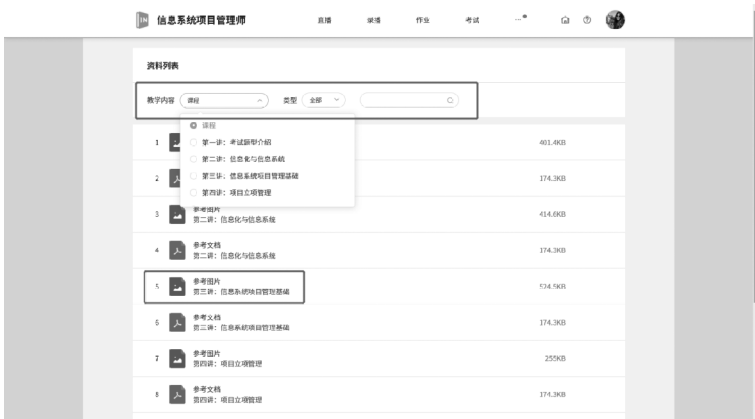 IN 信息系统项目管理师 直播 录播 作业 考试 ...
资料列表
教学内容 课程 类型 全部
课程
第一讲：考试题型介绍
第二讲：信息化与信息系统
第三讲：信息系统项目管理基础
第四讲：项目立项管理
1 401.4KB
2 174.3KB
3 参考图片 414.6KB
第二讲：信息化与信息系统
4 参考文档 174.3KB
第二讲：信息化与信息系统
5 参考图片 524.5KB
第三讲：信息系统项目管理基础
6 参考文档 174.3KB
第三讲：信息系统项目管理基础
7 参考图片 255KB
第四讲：项目立项管理
8 参考文档 174.3KB
第四讲：项目立项管理